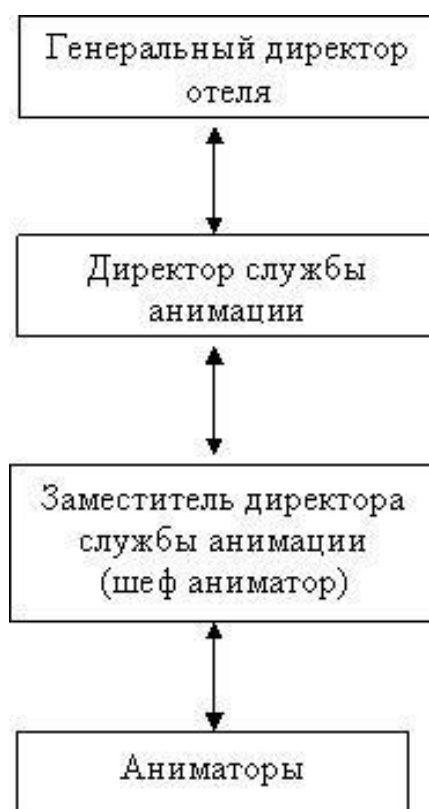 Генеральный директор
отеля
Директор службы
анимации
Заместитель директора
службы анимации
(шеф аниматор)
Аниматоры